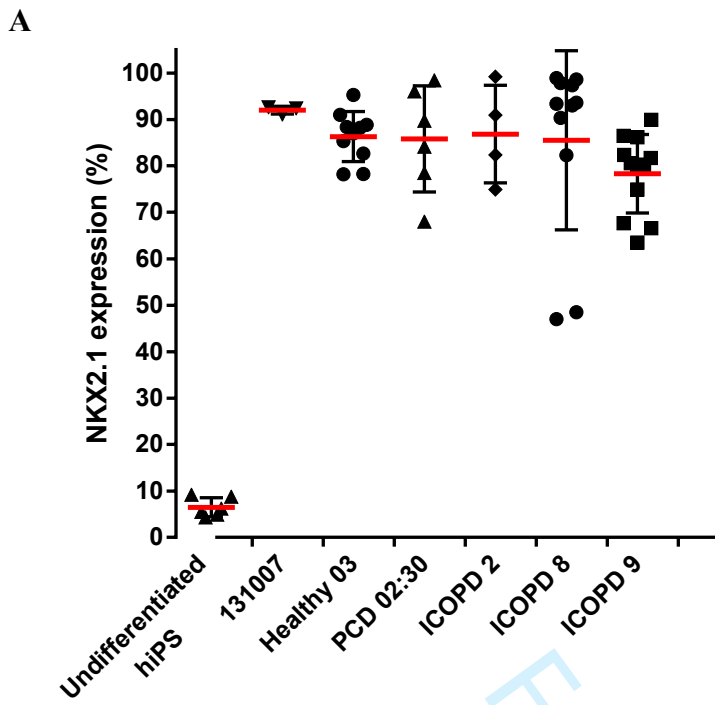 A
NKX2.1 expression (%)
100
90
80
70
60
50
40
30
20
10
0
Undifferentiated
hiPS
131007
Healthy 03
PCD 02:30
ICOPD 2
ICOPD 8
ICOPD 9